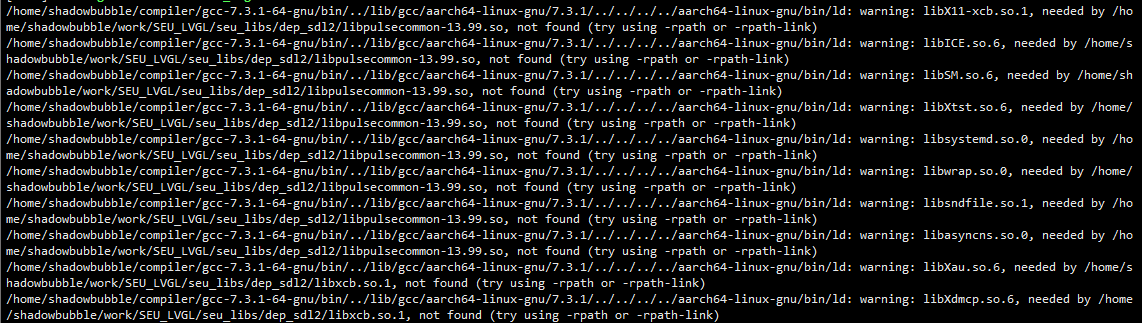 /home/shadowbubble/compiler/gcc-7.3.1-64-gnu/bin/../lib/gcc/aarch64-linux-gnu/7.3.1/../../../../aarch64-linux-gnu/bin/ld: warning: libX11-xcb.so.1, needed by /ho
me/shadowbubble/work/SEU_LVGL/seu_libs/dep_sdl2/libpulsecommon-13.99.so, not found (try using -rpath or -rpath-link)
/home/shadowbubble/compiler/gcc-7.3.1-64-gnu/bin/../lib/gcc/aarch64-linux-gnu/7.3.1/../../../../aarch64-linux-gnu/bin/ld: warning: libICE.so.6, needed by /home/s
hadowbubble/work/SEU_LVGL/seu_libs/dep_sdl2/libpulsecommon-13.99.so, not found (try using -rpath or -rpath-link)
/home/shadowbubble/compiler/gcc-7.3.1-64-gnu/bin/../lib/gcc/aarch64-linux-gnu/7.3.1/../../../../aarch64-linux-gnu/bin/ld: warning: libSM.so.6, needed by /home/sh
adowbubble/work/SEU_LVGL/seu_libs/dep_sdl2/libpulsecommon-13.99.so, not found (try using -rpath or -rpath-link)
/home/shadowbubble/compiler/gcc-7.3.1-64-gnu/bin/../lib/gcc/aarch64-linux-gnu/7.3.1/../../../../aarch64-linux-gnu/bin/ld: warning: libXtst.so.6, needed by /home/
shadowbubble/work/SEU_LVGL/seu_libs/dep_sdl2/libpulsecommon-13.99.so, not found (try using -rpath or -rpath-link)
/home/shadowbubble/compiler/gcc-7.3.1-64-gnu/bin/../lib/gcc/aarch64-linux-gnu/7.3.1/../../../../aarch64-linux-gnu/bin/ld: warning: libsystemd.so.0, needed by /ho
me/shadowbubble/work/SEU_LVGL/seu_libs/dep_sdl2/libpulsecommon-13.99.so, not found (try using -rpath or -rpath-link)
/home/shadowbubble/compiler/gcc-7.3.1-64-gnu/bin/../lib/gcc/aarch64-linux-gnu/7.3.1/../../../../aarch64-linux-gnu/bin/ld: warning: libwrap.so.0, needed by /home/
shadowbubble/work/SEU_LVGL/seu_libs/dep_sdl2/libpulsecommon-13.99.so, not found (try using -rpath or -rpath-link)
/home/shadowbubble/compiler/gcc-7.3.1-64-gnu/bin/../lib/gcc/aarch64-linux-gnu/7.3.1/../../../../aarch64-linux-gnu/bin/ld: warning: libsndfile.so.1, needed by /ho
me/shadowbubble/work/SEU_LVGL/seu_libs/dep_sdl2/libpulsecommon-13.99.so, not found (try using -rpath or -rpath-link)
/home/shadowbubble/compiler/gcc-7.3.1-64-gnu/bin/../lib/gcc/aarch64-linux-gnu/7.3.1/../../../../aarch64-linux-gnu/bin/ld: warning: libasyncns.so.0, needed by /ho
me/shadowbubble/work/SEU_LVGL/seu_libs/dep_sdl2/libpulsecommon-13.99.so, not found (try using -rpath or -rpath-link)
/home/shadowbubble/compiler/gcc-7.3.1-64-gnu/bin/../lib/gcc/aarch64-linux-gnu/7.3.1/../../../../aarch64-linux-gnu/bin/ld: warning: libXau.so.6, needed by /home/s
hadowbubble/work/SEU_LVGL/seu_libs/dep_sdl2/libxcb.so.1, not found (try using -rpath or -rpath-link)
/home/shadowbubble/compiler/gcc-7.3.1-64-gnu/bin/../lib/gcc/aarch64-linux-gnu/7.3.1/../../../../aarch64-linux-gnu/bin/ld: warning: libXdmcp.so.6, needed by /home
/shadowbubble/work/SEU_LVGL/seu_libs/dep_sdl2/libxcb.so.1, not found (try using -rpath or -rpath-link)